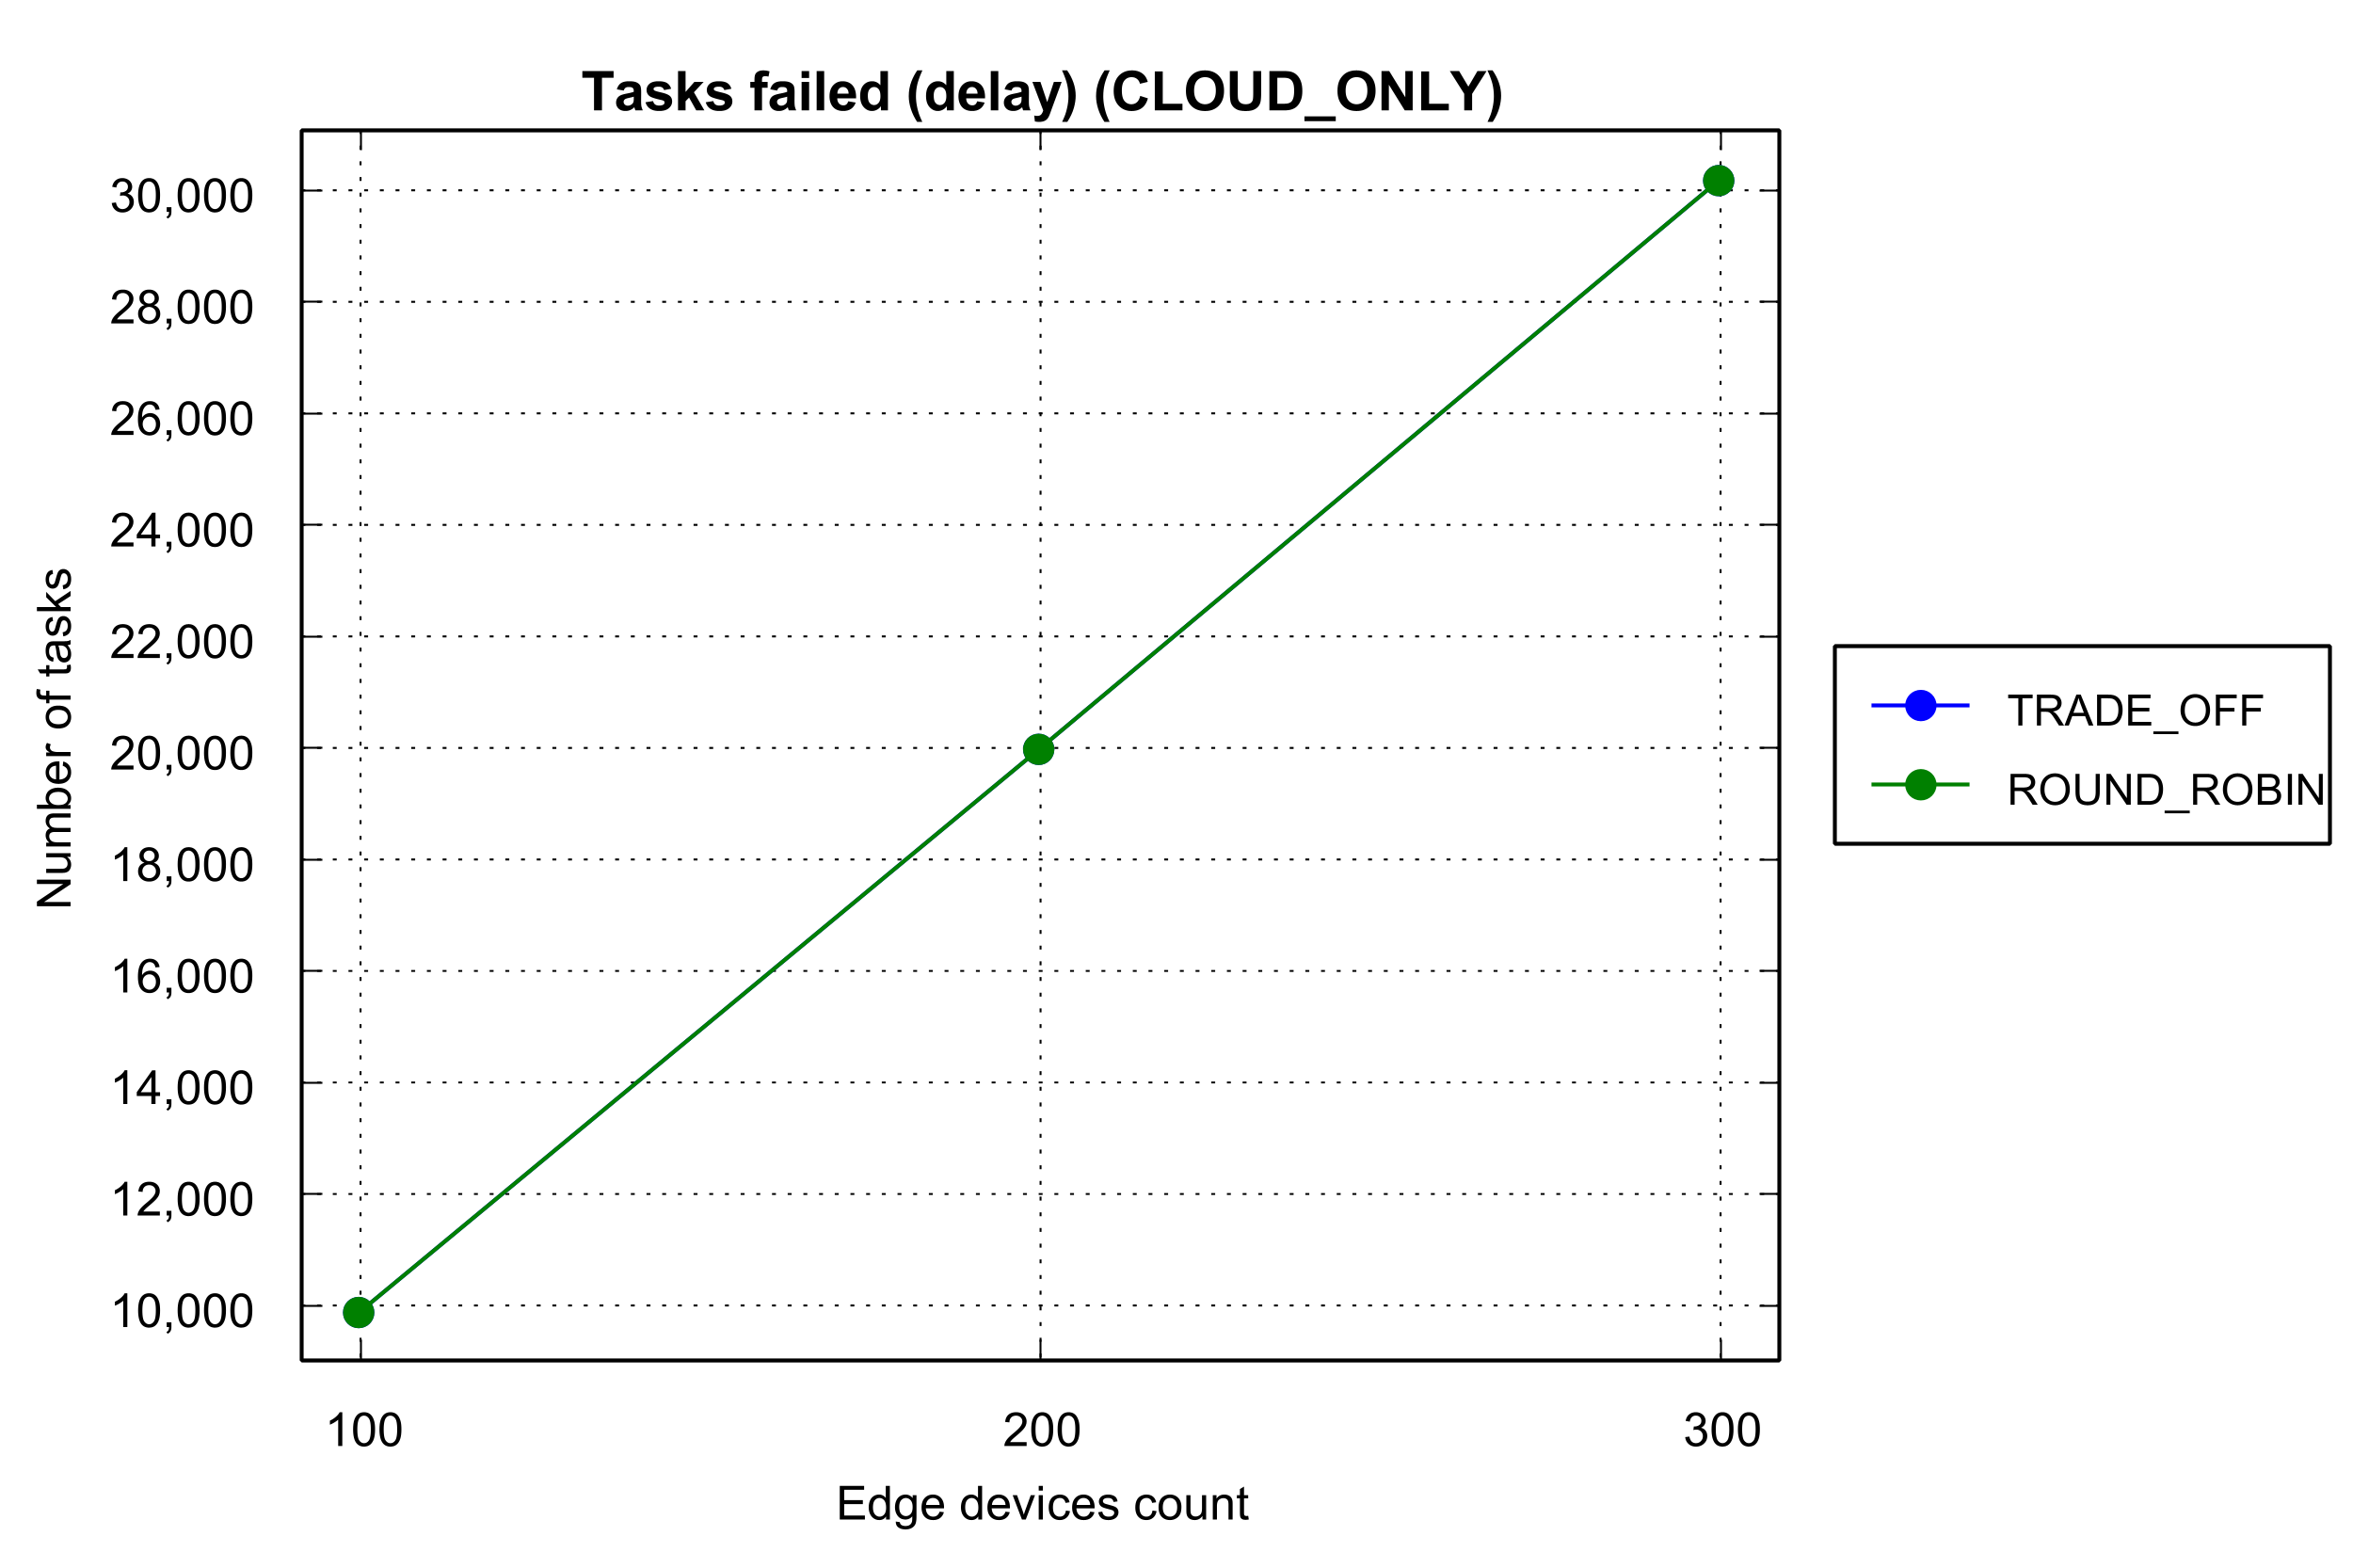 Tasks failed (delay) (CLOUD_ONLY)
30,000
28,000
26,000
24,000
22,000
20,000
18,000
16,000
14,000
12,000
10,000
Number of tasks
100
200
300
Edge devices count
TRADE_OFF
ROUND_ROBIN